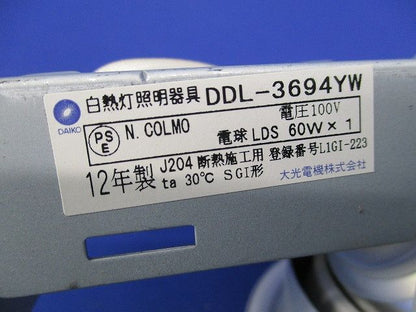 白熱灯照明器具 DDL-3694YW
DAIKO
PS E N. COLMO 電圧100V
電球 LDS 60W×1
12年製 J204 断熱施工用 登録番号LIGI-223
ta 30℃ SGI形 大光電機株式会社